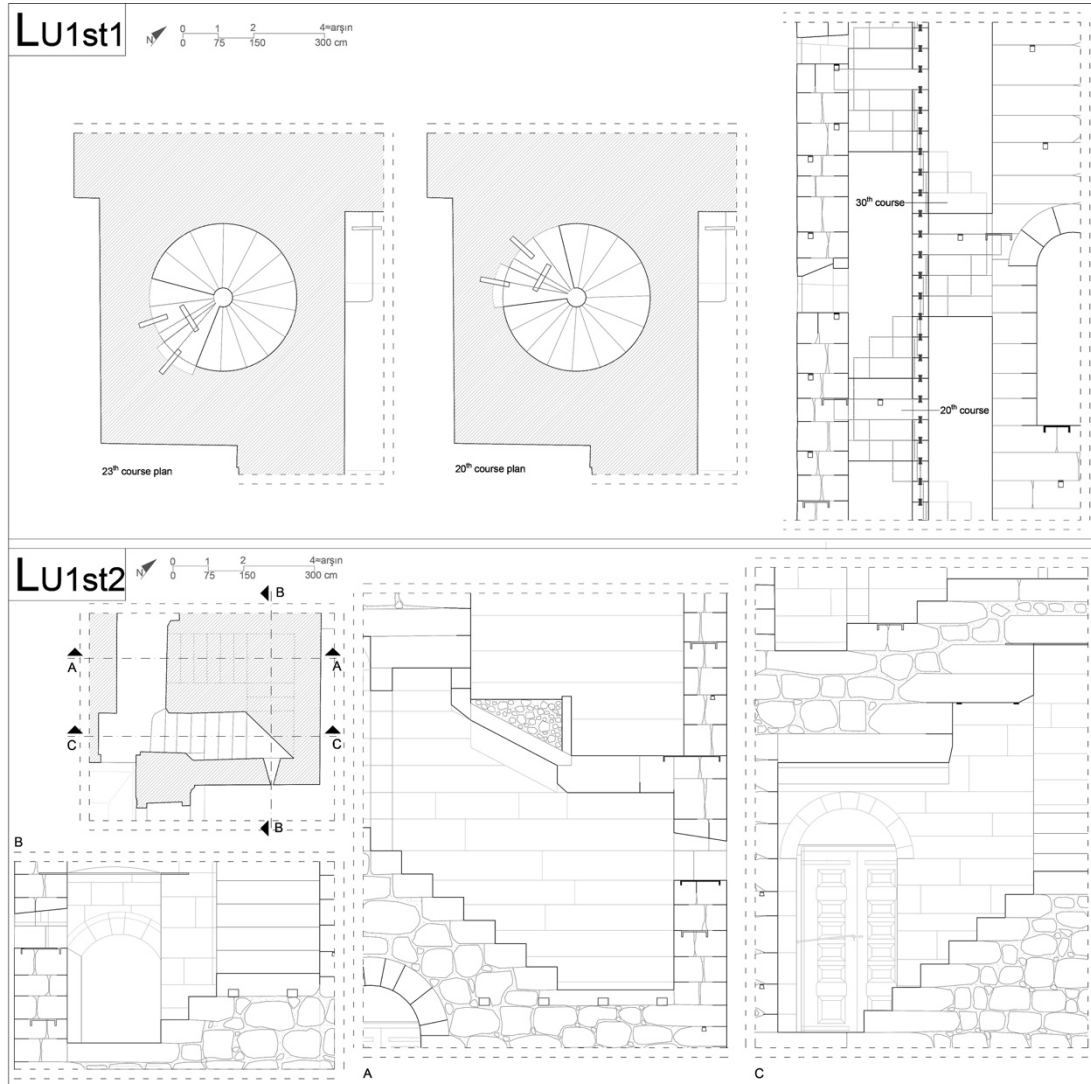 LU1st1
N
0 1 2 4≈arşın
0 75 150 300 cm
23th course plan
20th course plan
30th course
20th course
LU1st2
N
0 1 2 4≈arşın
0 75 150 300 cm
B
A A
C C
B
B
A
C